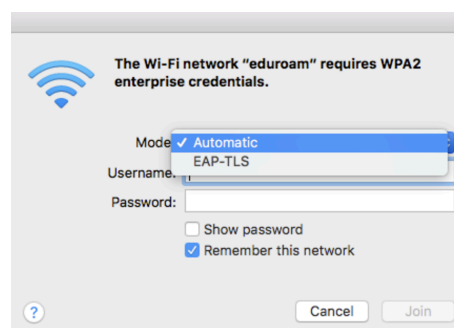 The Wi-Fi network “eduroam” requires WPA2
enterprise credentials.
Mode
✓ Automatic
EAP-TLS
Username:
Password:
Show password
Remember this network
?
Cancel
Join